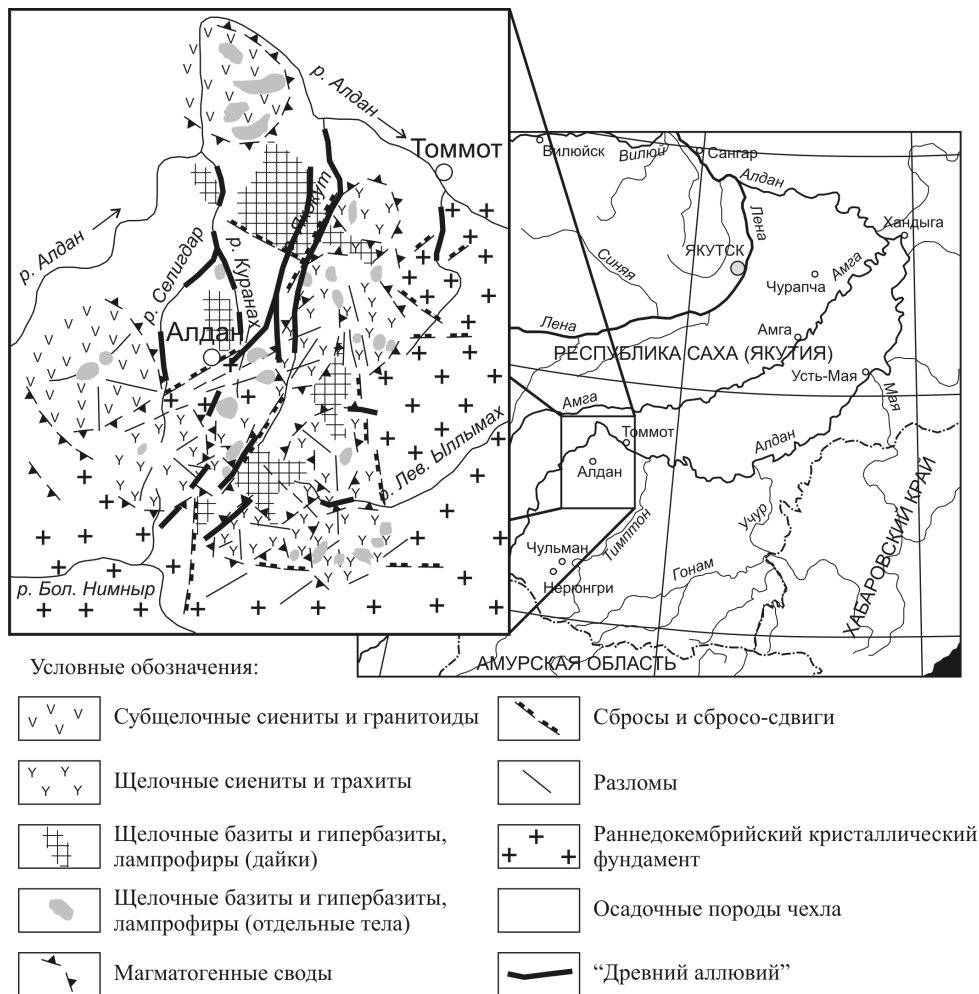 р. Алдан
Томмот
р. Алдан
р. Селигдар
р. Куранах
Якокут
Алдан
р. Лев. Ыллымах
р. Бол. Нимныр
Вилюйск
Вилюй
Сангар
Алдан
Хандыга
Лена
ЯКУТСК
Синяя
Чурапча
Амга
Лена
Амга
РЕСПУБЛИКА САХА (ЯКУТИЯ)
Усть-Мая
Мая
Амга
Томмот
Алдан
Алдан
Учур
Тимптон
Чульман
Гонам
Нерюнгри
ХАБАРОВСКИЙ КРАЙ
АМУРСКАЯ ОБЛАСТЬ
Условные обозначения:
Субщелочные сиениты и гранитоиды
Щелочные сиениты и трахиты
Щелочные базиты и гипербазиты,
лампрофиры (дайки)
Щелочные базиты и гипербазиты,
лампрофиры (отдельные тела)
Магматогенные своды
Сбросы и сбросо-сдвиги
Разломы
Раннедокембрийский кристаллический
фундамент
Осадочные породы чехла
“Древний аллювий”